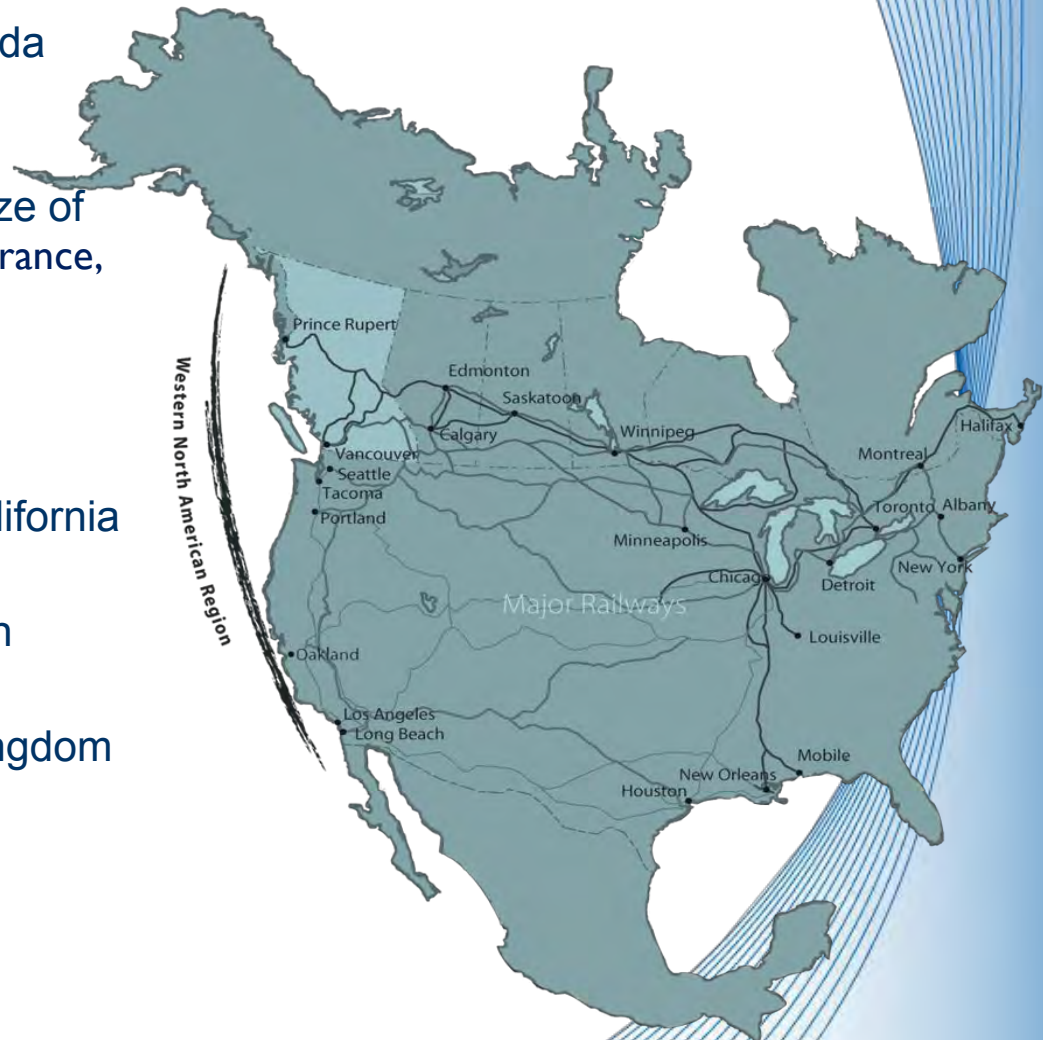 da
ze of
rance,
lifornia
n
ngdom
Western North American Region
Prince Rupert
Edmonton
Saskatoon
Calgary
Winnipeg
Vancouver
Seattle
Tacoma
Portland
Halifax
Montreal
Toronto
Albany
Minneapolis
New York
Chicag
Detroit
Major Railways
Louisville
Oakland
Los Angeles
Long Beach
Mobile
New Orleans
Houston